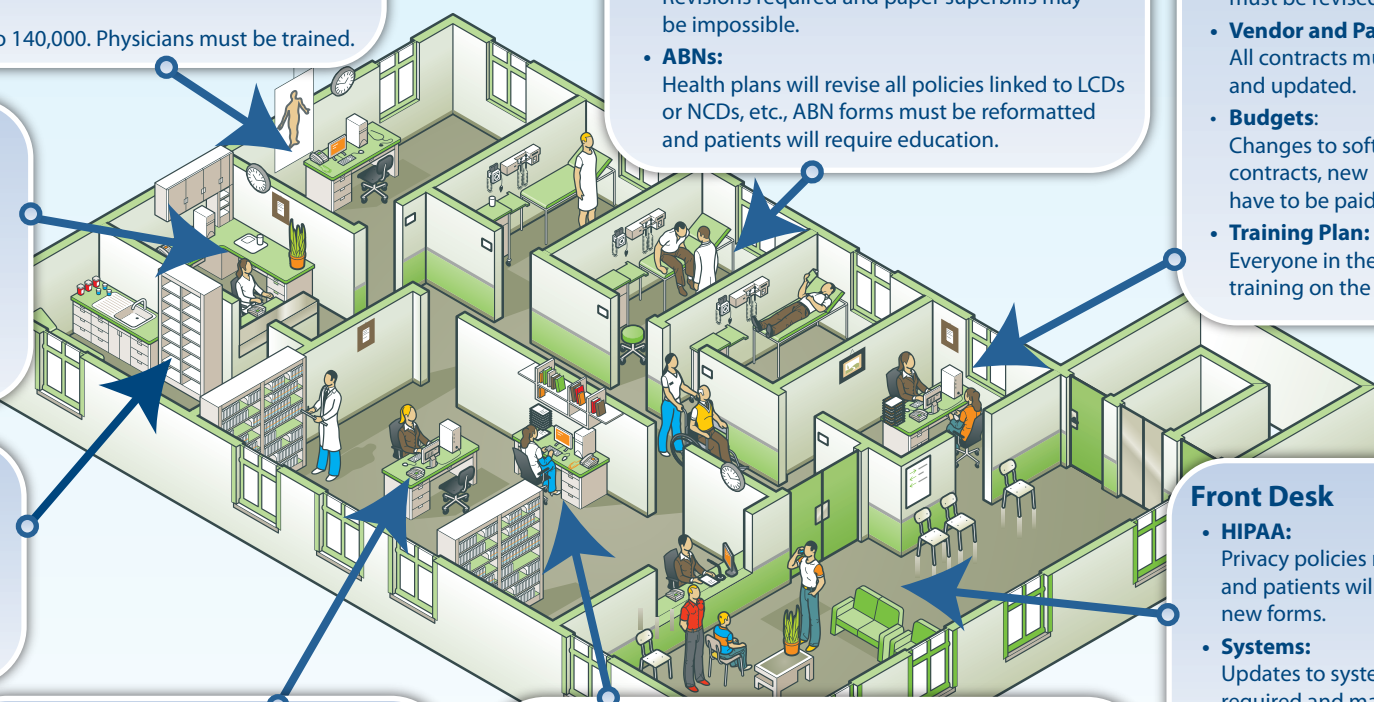 o 140,000. Physicians must be trained.
Revisions required and paper superbills may
be impossible.
• ABNs:
Health plans will revise all policies linked to LCDs
or NCDs, etc., ABN forms must be reformatted
and patients will require education.
must be revised
• Vendor and Pa
All contracts mu
and updated.
• Budgets:
Changes to soft
contracts, new
have to be paid
• Training Plan:
Everyone in the
training on the
Front Desk
• HIPAA:
Privacy policies
and patients wil
new forms.
• Systems:
Updates to syste
required and ma